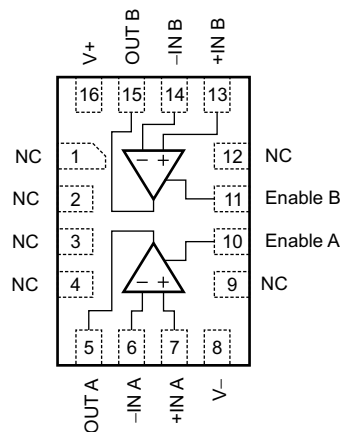 V+
OUT B
−IN B
+IN B
16
15
14
13
NC
1
12
NC
− +
NC
2
11
Enable B
NC
3
10
Enable A
NC
4
9
NC
− +
5
6
7
8
OUT A
−IN A
+IN A
V−